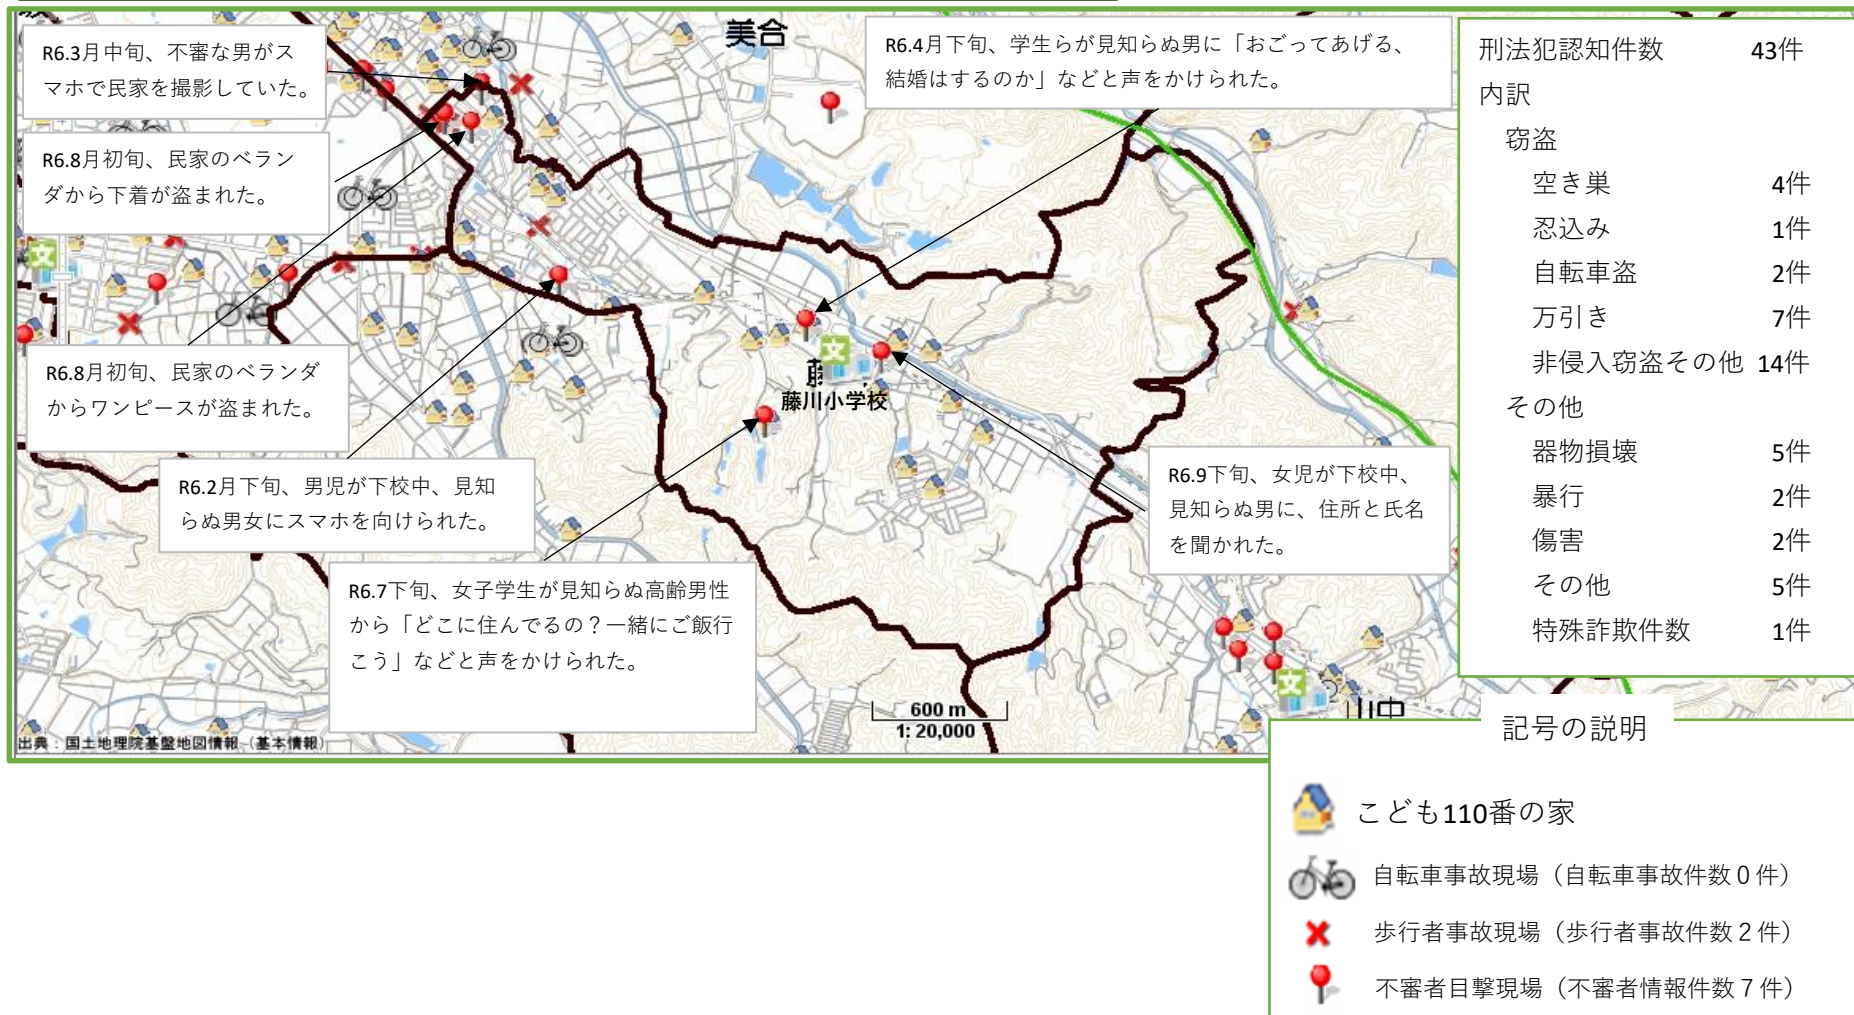 美合
R6.3月中旬、不審な男がス
マホで民家を撮影していた。
R6.4月下旬、学生らが見知らぬ男に「おごってあげる、
結婚はするのか」などと声をかけられた。
R6.8月初旬、民家のベラン
ダから下着が盗まれた。
R6.8月初旬、民家のベランダ
からワンピースが盗まれた。
文
文
藤川小学校
R6.2月下旬、男児が下校中、見知
らぬ男女にスマホを向けられた。
R6.9下旬、女児が下校中、
見知らぬ男に、住所と氏名
を聞かれた。
R6.7下旬、女子学生が見知らぬ高齢男性
から「どこに住んでるの？一緒にご飯行
こう」などと声をかけられた。
文
山中
600 m
1: 20,000
出典：国土地理院基盤地図情報（基本情報）
刑法犯認知件数 43件
内訳
窃盗
空き巣 4件
忍込み 1件
自転車盗 2件
万引き 7件
非侵入窃盗その他 14件
その他
器物損壊 5件
暴行 2件
傷害 2件
その他 5件
特殊詐欺件数 1件
記号の説明
こども110番の家
自転車事故現場（自転車事故件数０件）
歩行者事故現場（歩行者事故件数２件）
不審者目撃現場（不審者情報件数７件）